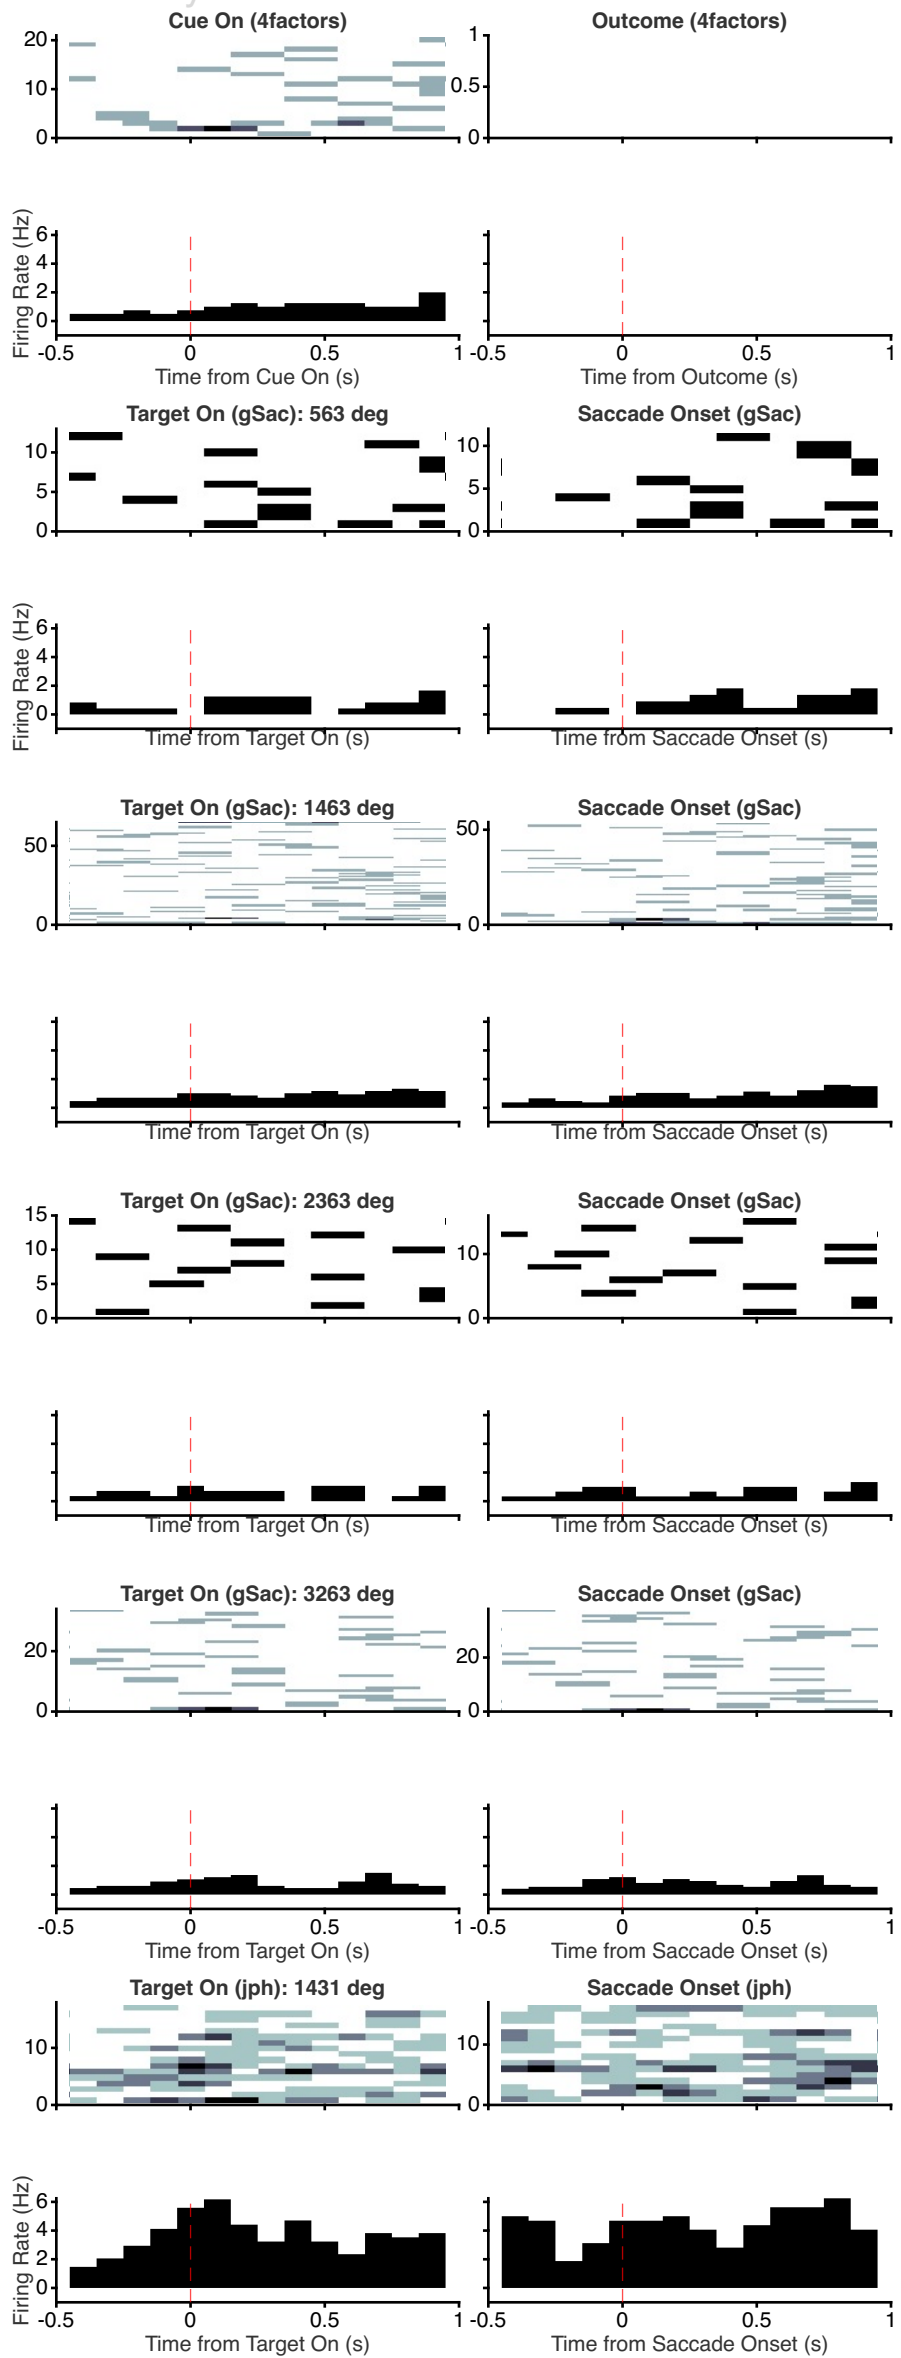 Cue On (4factors) Outcome (4factors)
20 1
10 0.5
0 0
Firing Rate (Hz)
6
4
2
0
-0.5 0 0.5 1 -0.5 0 0.5 1
Time from Cue On (s) Time from Outcome (s)
Target On (gSac): 563 deg Saccade Onset (gSac)
10 10
5 5
0 0
Firing Rate (Hz)
6
4
2
0
Time from Target On (s) Time from Saccade Onset (s)
Target On (gSac): 1463 deg Saccade Onset (gSac)
50 50
0 0
Time from Target On (s) Time from Saccade Onset (s)
Target On (gSac): 2363 deg Saccade Onset (gSac)
15
10 10
5
0 0
Time from Target On (s) Time from Saccade Onset (s)
Target On (gSac): 3263 deg Saccade Onset (gSac)
20 20
0 0
-0.5 0 0.5 1 -0.5 0 0.5 1
Time from Target On (s) Time from Saccade Onset (s)
Target On (jph): 1431 deg Saccade Onset (jph)
10 10
0 0
Firing Rate (Hz)
6
4
2
0
-0.5 0 0.5 1 -0.5 0 0.5 1
Time from Target On (s) Time from Saccade Onset (s)